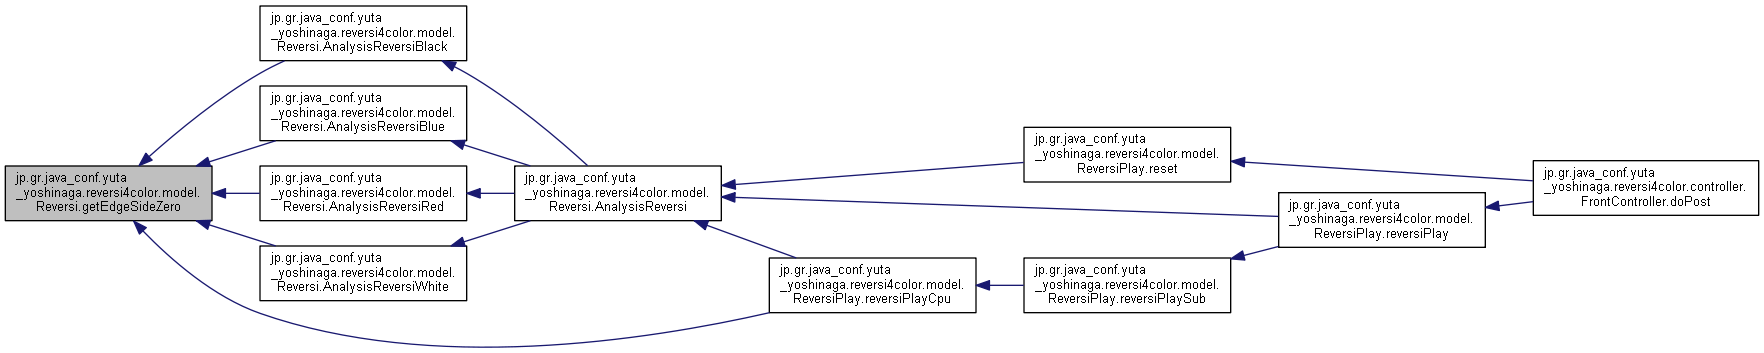 jp.gr.java_conf.yuta
_yoshinaga.reversi4color.model.
Reversi.getEdgeSideZero
jp.gr.java_conf.yuta
_yoshinaga.reversi4color.model.
Reversi.AnalysisReversiBlack
jp.gr.java_conf.yuta
_yoshinaga.reversi4color.model.
Reversi.AnalysisReversiBlue
jp.gr.java_conf.yuta
_yoshinaga.reversi4color.model.
Reversi.AnalysisReversiRed
jp.gr.java_conf.yuta
_yoshinaga.reversi4color.model.
Reversi.AnalysisReversiWhite
jp.gr.java_conf.yuta
_yoshinaga.reversi4color.model.
Reversi.AnalysisReversi
jp.gr.java_conf.yuta
_yoshinaga.reversi4color.model.
ReversiPlay.reversiPlayCpu
jp.gr.java_conf.yuta
_yoshinaga.reversi4color.model.
ReversiPlay.reset
jp.gr.java_conf.yuta
_yoshinaga.reversi4color.model.
ReversiPlay.reversiPlaySub
jp.gr.java_conf.yuta
_yoshinaga.reversi4color.model.
ReversiPlay.reversiPlay
jp.gr.java_conf.yuta
_yoshinaga.reversi4color.controller.
FrontController.doPost